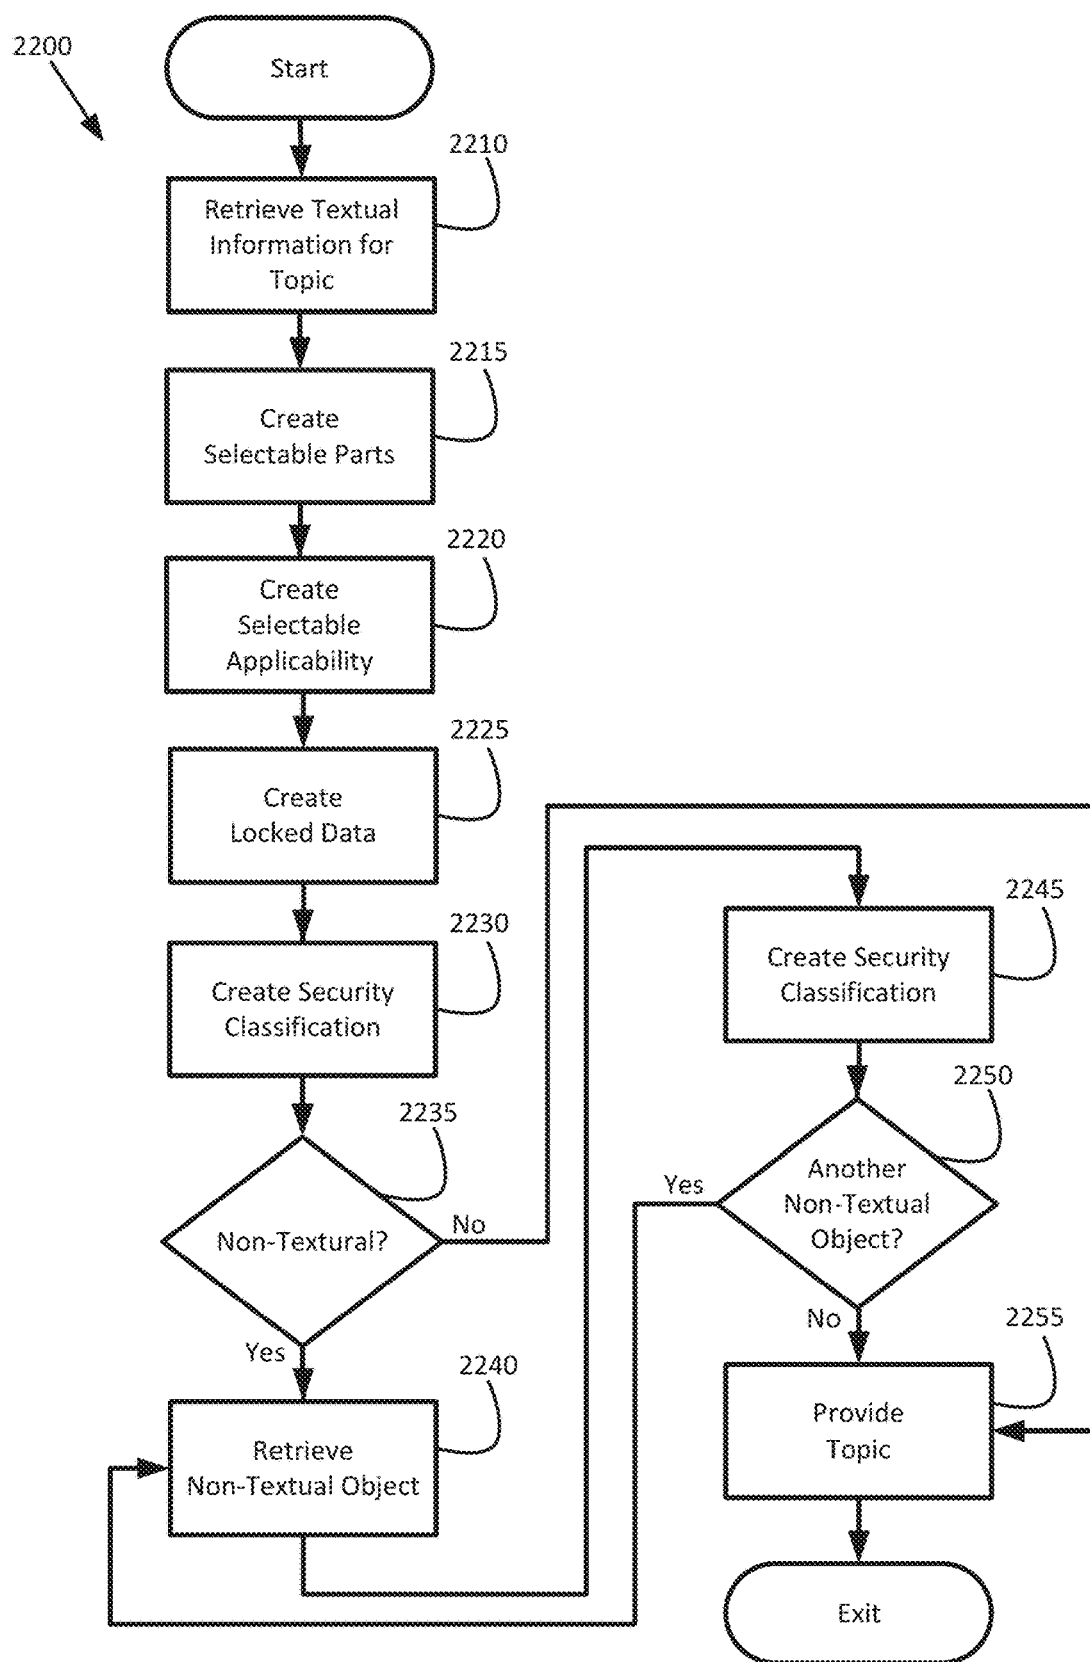 2200
Start
2210
Retrieve Textual
Information for
Topic
2215
Create
Selectable Parts
2220
Create
Selectable
Applicability
2225
Create
Locked Data
2230
Create Security
Classification
2235
Non-Textural?
No
Yes
2240
Retrieve
Non-Textual Object
2245
Create Security
Classification
2250
Another
Non-Textual
Object?
Yes
No
2255
Provide
Topic
Exit